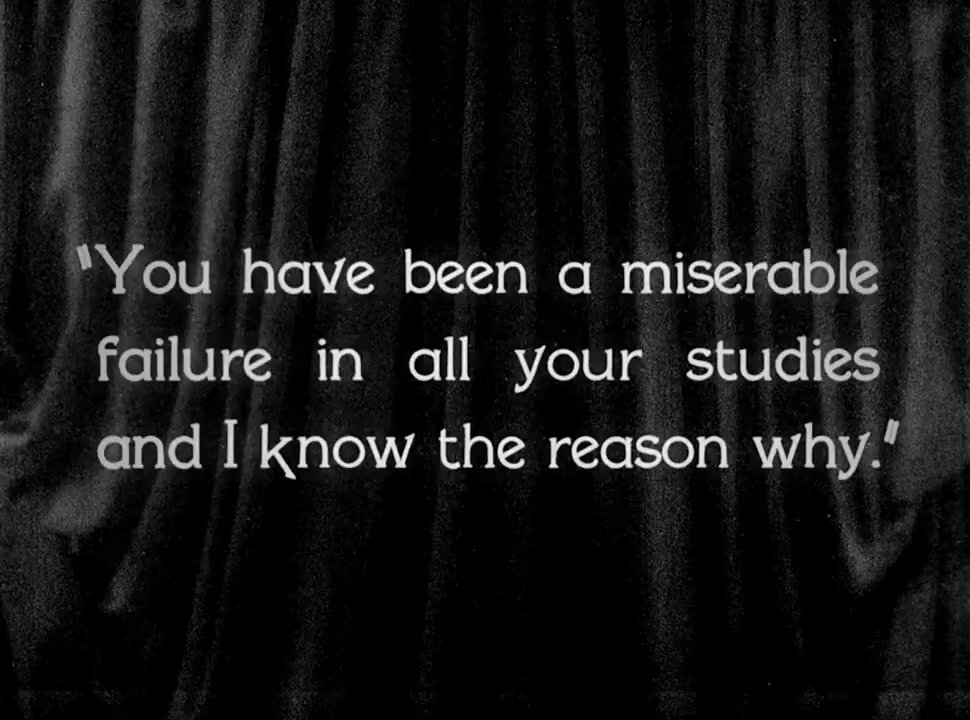 "You have been a miserable
failure in all your studies
and I know the reason why."